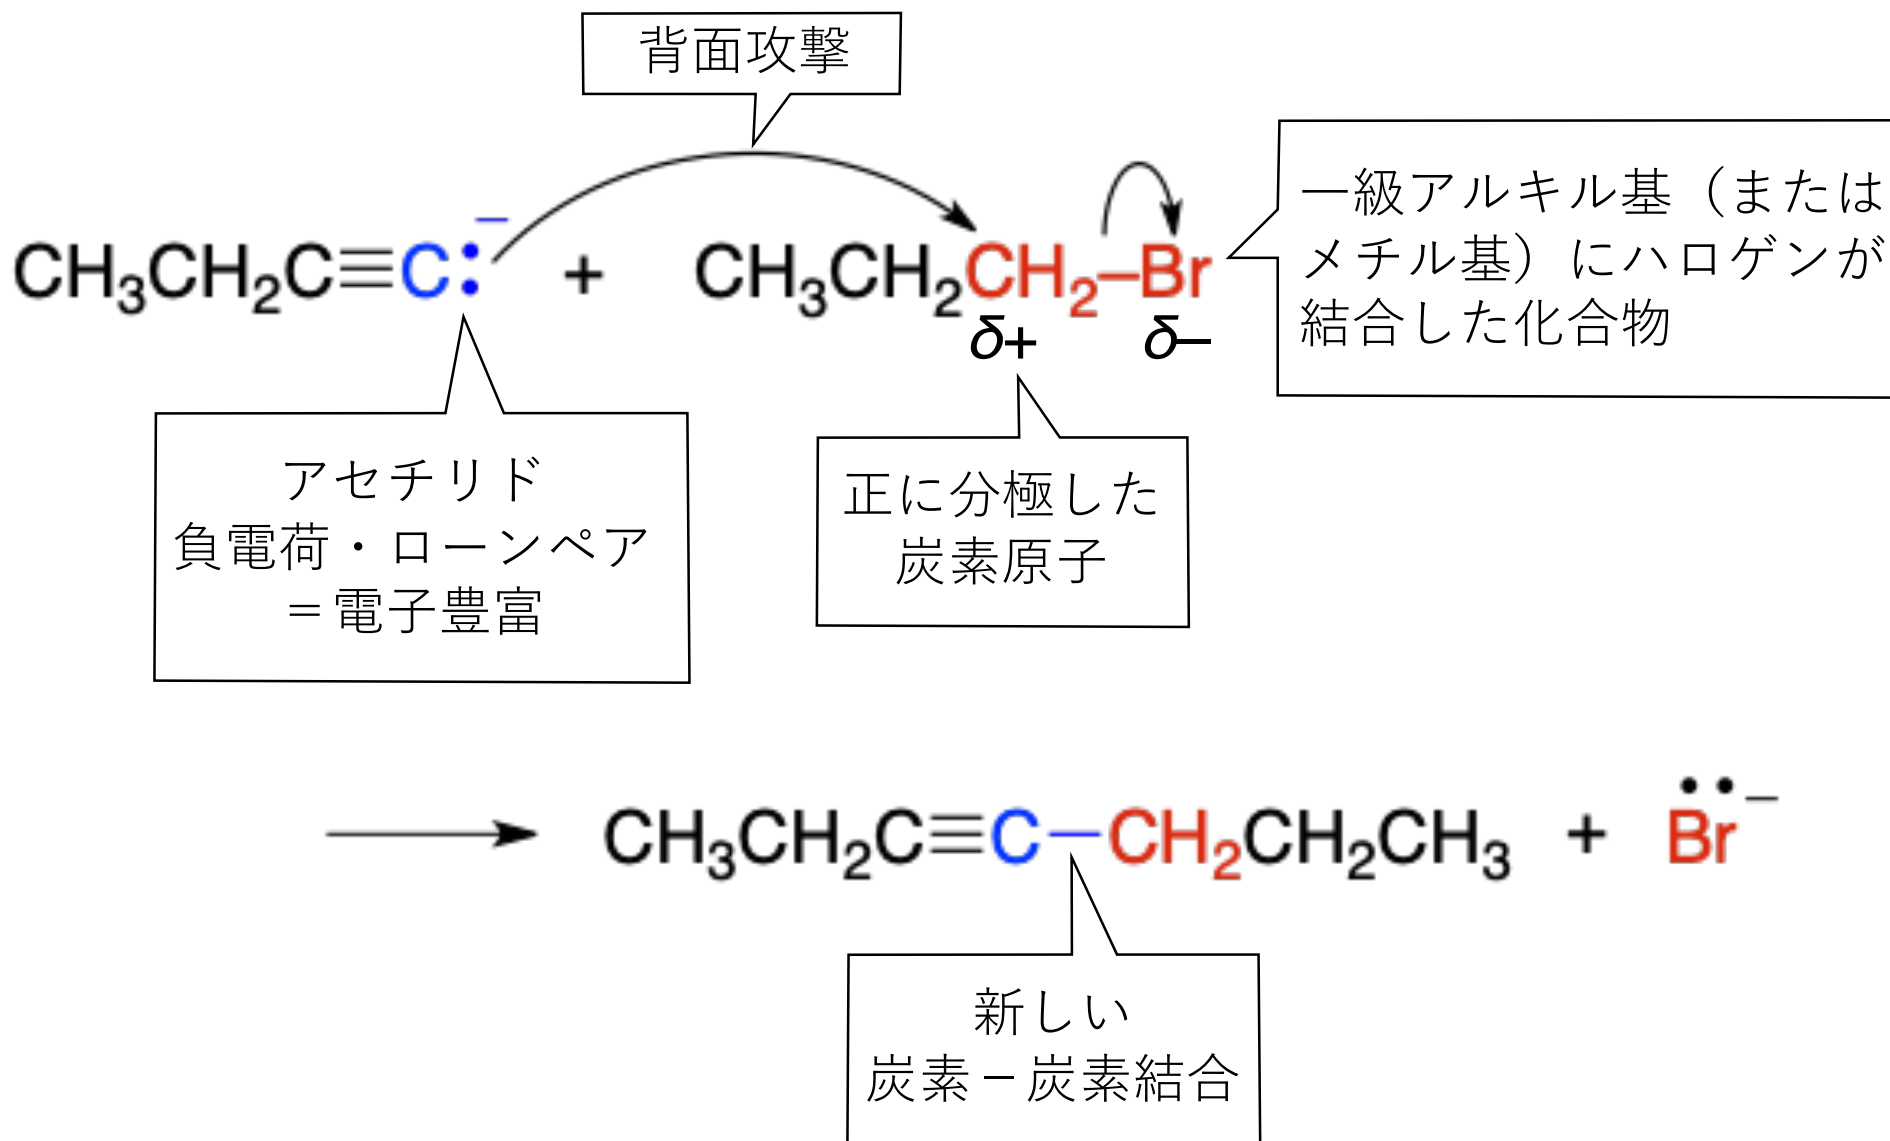 背面攻撃
CH₃CH₂C≡C:⁻ + CH₃CH₂CH₂–Br
δ+ δ−
一級アルキル基（または
メチル基）にハロゲンが
結合した化合物
アセチリド
負電荷・ローンペア
＝電子豊富
正に分極した
炭素原子
CH₃CH₂C≡C–CH₂CH₂CH₃ + Br⁻
新しい
炭素－炭素結合